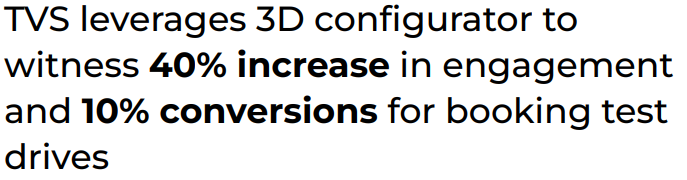 TVS leverages 3D configurator to
witness 40% increase in engagement
and 10% conversions for booking test
drives